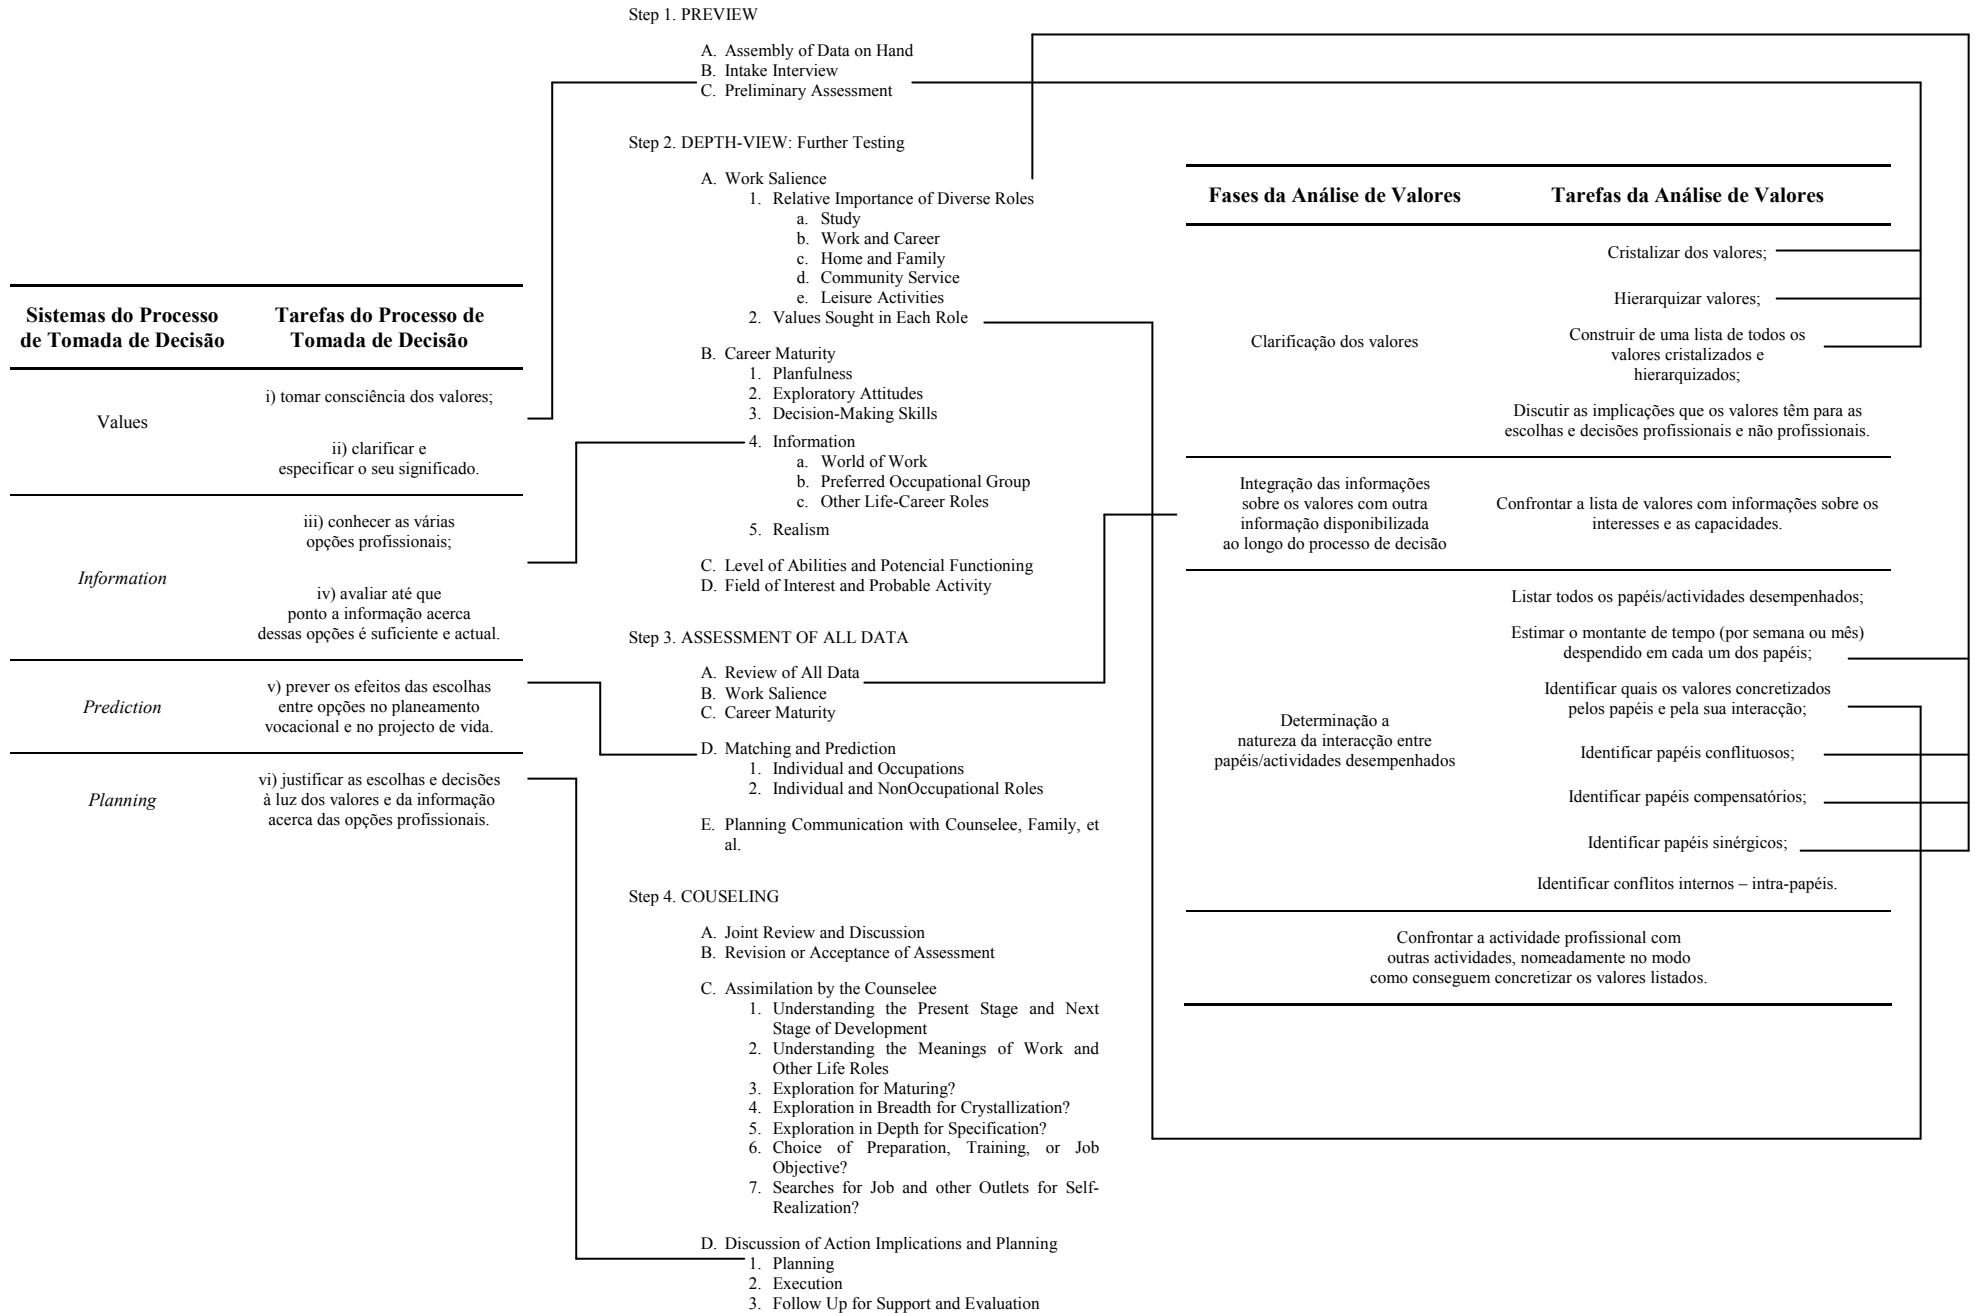 Sistemas do Processo
de Tomada de Decisão
Tarefas do Processo de
Tomada de Decisão
Values
i) tomar consciência dos valores;
ii) clarificar e
especificar o seu significado.
Information
iii) conhecer as várias
opções profissionais;
iv) avaliar até que
ponto a informação acerca
dessas opções é suficiente e actual.
Prediction
v) prever os efeitos das escolhas
entre opções no planeamento
vocacional e no projecto de vida.
Planning
vi) justificar as escolhas e decisões
à luz dos valores e da informação
acerca das opções profissionais.
Step 1. PREVIEW
A. Assembly of Data on Hand
B. Intake Interview
C. Preliminary Assessment
Step 2. DEPTH-VIEW: Further Testing
A. Work Salience
1. Relative Importance of Diverse Roles
a. Study
b. Work and Career
c. Home and Family
d. Community Service
e. Leisure Activities
2. Values Sought in Each Role
B. Career Maturity
1. Planfulness
2. Exploratory Attitudes
3. Decision-Making Skills
4. Information
a. World of Work
b. Preferred Occupational Group
c. Other Life-Career Roles
5. Realism
C. Level of Abilities and Potencial Functioning
D. Field of Interest and Probable Activity
Step 3. ASSESSMENT OF ALL DATA
A. Review of All Data
B. Work Salience
C. Career Maturity
D. Matching and Prediction
1. Individual and Occupations
2. Individual and NonOccupational Roles
E. Planning Communication with Counselee, Family, et
al.
Step 4. COUSELING
A. Joint Review and Discussion
B. Revision or Acceptance of Assessment
C. Assimilation by the Counselee
1. Understanding the Present Stage and Next
Stage of Development
2. Understanding the Meanings of Work and
Other Life Roles
3. Exploration for Maturing?
4. Exploration in Breadth for Crystallization?
5. Exploration in Depth for Specification?
6. Choice of Preparation, Training, or Job
Objective?
7. Searches for Job and other Outlets for Self-
Realization?
D. Discussion of Action Implications and Planning
1. Planning
2. Execution
3. Follow Up for Support and Evaluation
Fases da Análise de Valores
Tarefas da Análise de Valores
Clarificação dos valores
Cristalizar dos valores;
Hierarquizar valores;
Construir de uma lista de todos os
valores cristalizados e
hierarquizados;
Discutir as implicações que os valores têm para as
escolhas e decisões profissionais e não profissionais.
Integração das informações
sobre os valores com outra
informação disponibilizada
ao longo do processo de decisão
Confrontar a lista de valores com informações sobre os
interesses e as capacidades.
Determinação a
natureza da interacção entre
papéis/actividades desempenhados
Listar todos os papéis/actividades desempenhados;
Estimar o montante de tempo (por semana ou mês)
despendido em cada um dos papéis;
Identificar quais os valores concretizados
pelos papéis e pela sua interacção;
Identificar papéis conflituosos;
Identificar papéis compensatórios;
Identificar papéis sinérgicos;
Identificar conflitos internos – intra-papéis.
Confrontar a actividade profissional com
outras actividades, nomeadamente no modo
como conseguem concretizar os valores listados.